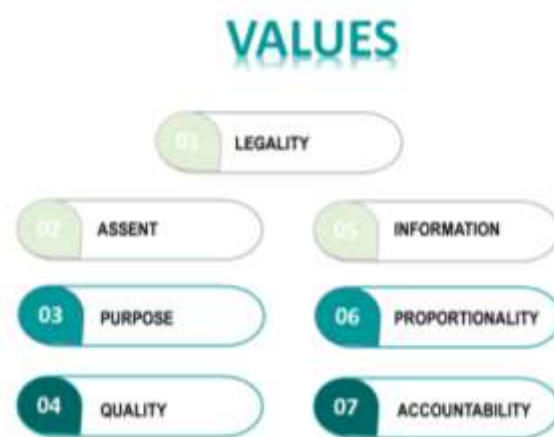 VALUES
01 LEGALITY
02 ASSENT
05 INFORMATION
03 PURPOSE
06 PROPORTIONALITY
04 QUALITY
07 ACCOUNTABILITY